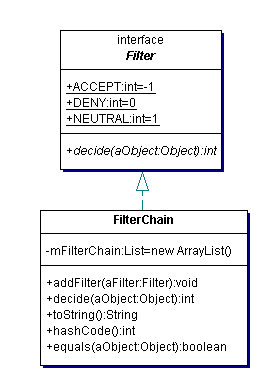 interface
Filter
+ACCEPT:int=-1
+DENY:int=0
+NEUTRAL:int=1
+decide(aObject:Object):int
FilterChain
-mFilterChain:List=new ArrayList()
+addFilter(aFilter:Filter):void
+decide(aObject:Object):int
+toString():String
+hashCode():int
+equals(aObject:Object):boolean